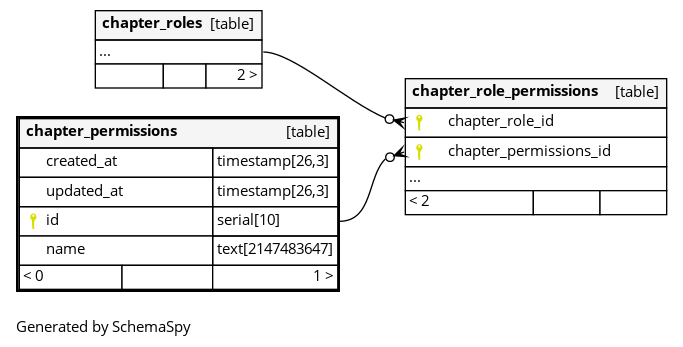 chapter_roles [table]
...
2 >
chapter_role_permissions [table]
chapter_role_id
chapter_permissions_id
...
< 2
chapter_permissions [table]
created_at timestamp[26,3]
updated_at timestamp[26,3]
id serial[10]
name text[2147483647]
< 0 1 >
Generated by SchemaSpy